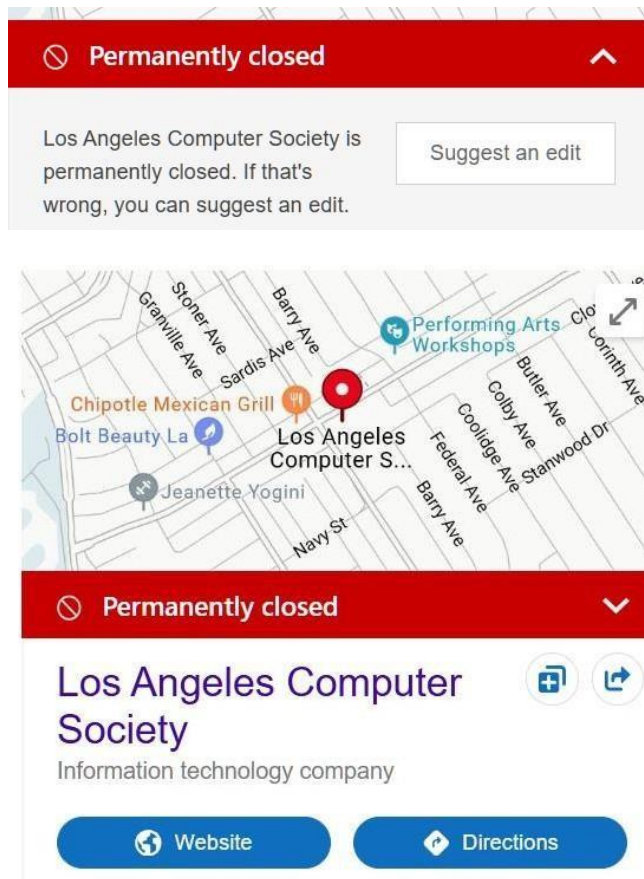 Permanently closed
Los Angeles Computer Society is
permanently closed. If that's
wrong, you can suggest an edit.
Suggest an edit
Stoner Ave
Granville Ave
Barry Ave
Sardis Ave
Performing Arts
Workshops
Corinth Ave
Butler Ave
Colby Ave
Coolidge Ave
Stanwood Dr
Federal Ave
Barry Ave
Chipotle Mexican Grill
Bolt Beauty La
Los Angeles
Computer S...
Jeanette Yogini
Navy St
Permanently closed
Los Angeles Computer
Society
Information technology company
Website
Directions